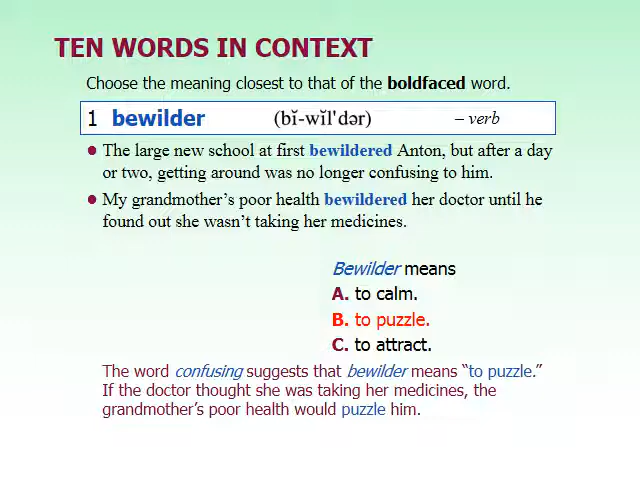 TEN WORDS IN CONTEXT
Choose the meaning closest to that of the boldfaced word.
1 bewilder (bĭ-wĭl'dər) – verb
● The large new school at first bewildered Anton, but after a day
or two, getting around was no longer confusing to him.
● My grandmother's poor health bewildered her doctor until he
found out she wasn't taking her medicines.
Bewilder means
A. to calm.
B. to puzzle.
C. to attract.
The word confusing suggests that bewilder means “to puzzle.”
If the doctor thought she was taking her medicines, the
grandmother's poor health would puzzle him.